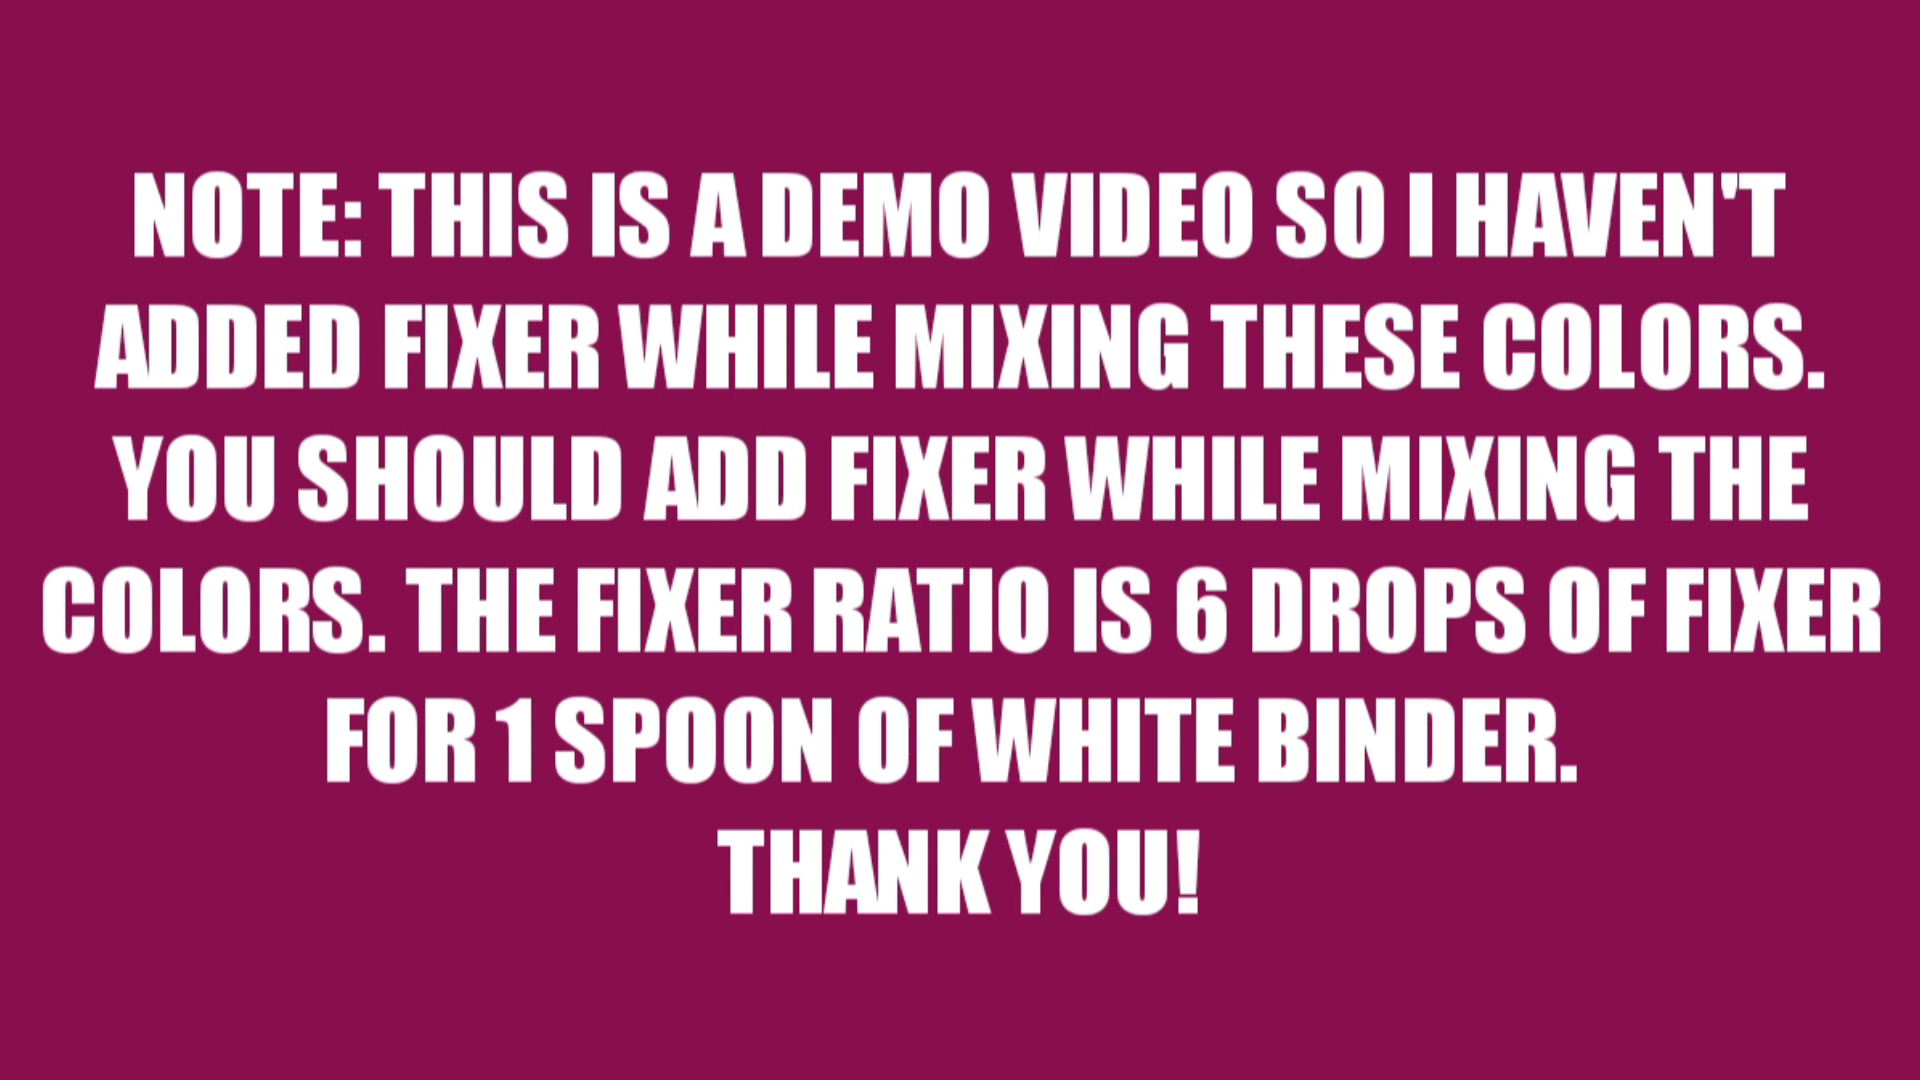 NOTE: THIS IS A DEMO VIDEO SO I HAVEN'T
ADDED FIXER WHILE MIXING THESE COLORS.
YOU SHOULD ADD FIXER WHILE MIXING THE
COLORS. THE FIXER RATIO IS 6 DROPS OF FIXER
FOR 1 SPOON OF WHITE BINDER.
THANK YOU!